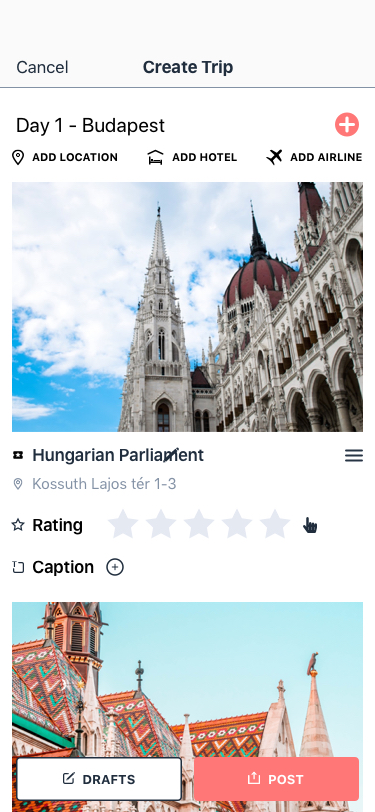 Cancel
Create Trip
Day 1 - Budapest
ADD LOCATION
ADD HOTEL
ADD AIRLINE
Hungarian Parliament
Kossuth Lajos tér 1-3
Rating
Caption
DRAFTS
POST